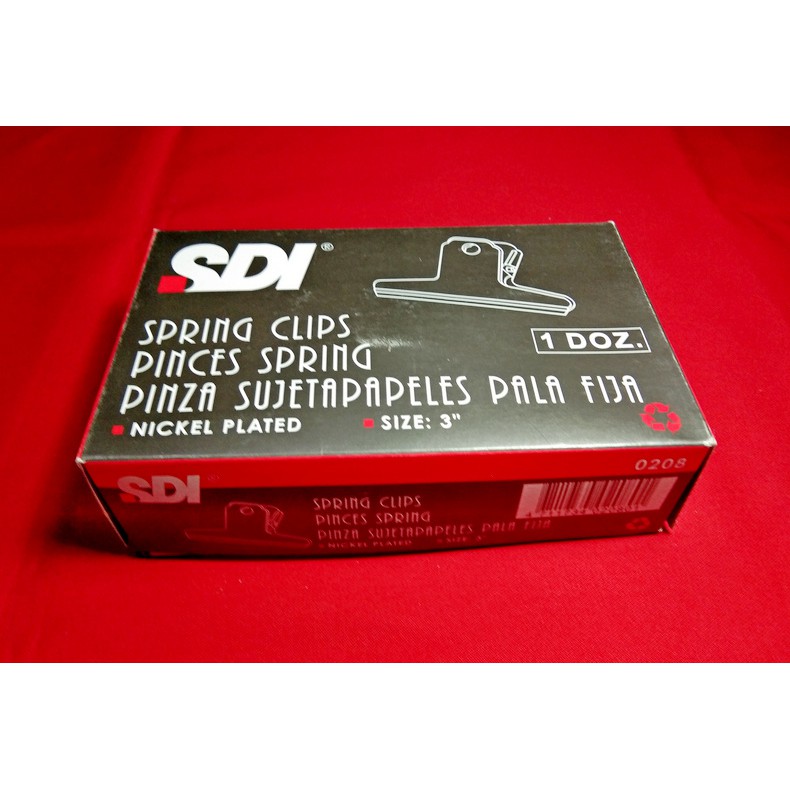 SDI®
SPRING CLIPS
PINCES SPRING
PINZA SUJETAPAPELES PALA FIJA
1 DOZ.
NICKEL PLATED
SIZE: 3"
0208
SDI
SPRING CLIPS
PINCES SPRING
PINZA SUJETAPAPELES PALA FIJA
NICKEL PLATED